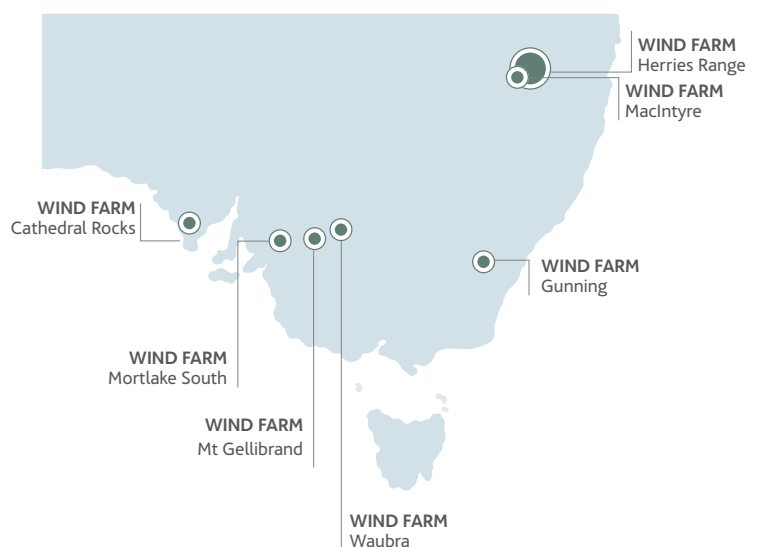 WIND FARM
Herries Range
WIND FARM
MacIntyre
WIND FARM
Cathedral Rocks
WIND FARM
Gunning
WIND FARM
Mortlake South
WIND FARM
Mt Gellibrand
WIND FARM
Waubra